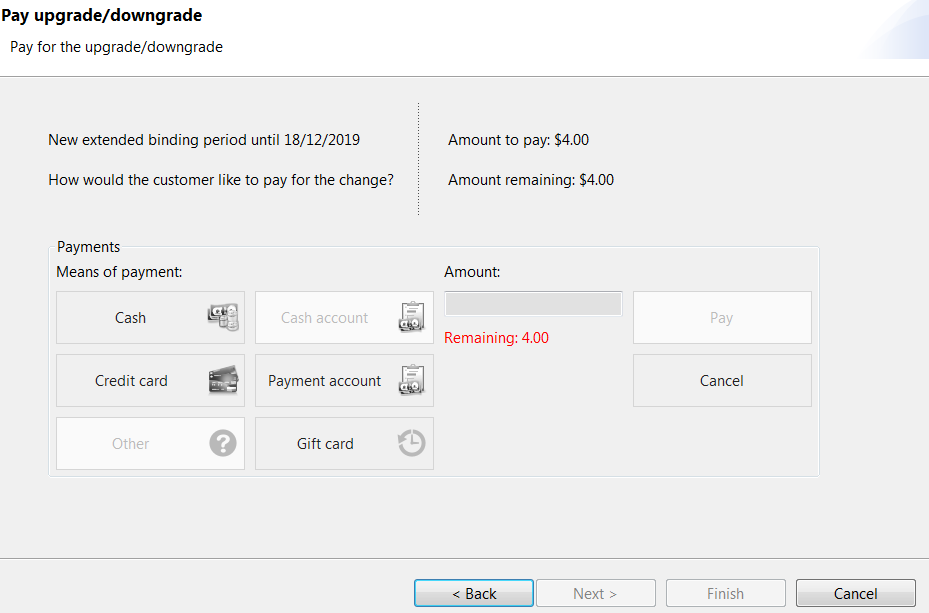 Pay upgrade/downgrade
Pay for the upgrade/downgrade
New extended binding period until 18/12/2019
Amount to pay: $4.00
How would the customer like to pay for the change?
Amount remaining: $4.00
Payments
Means of payment:
Amount:
Cash
Cash account
Pay
Remaining: 4.00
Credit card
Payment account
Cancel
Other
?
Gift card
< Back
Next >
Finish
Cancel